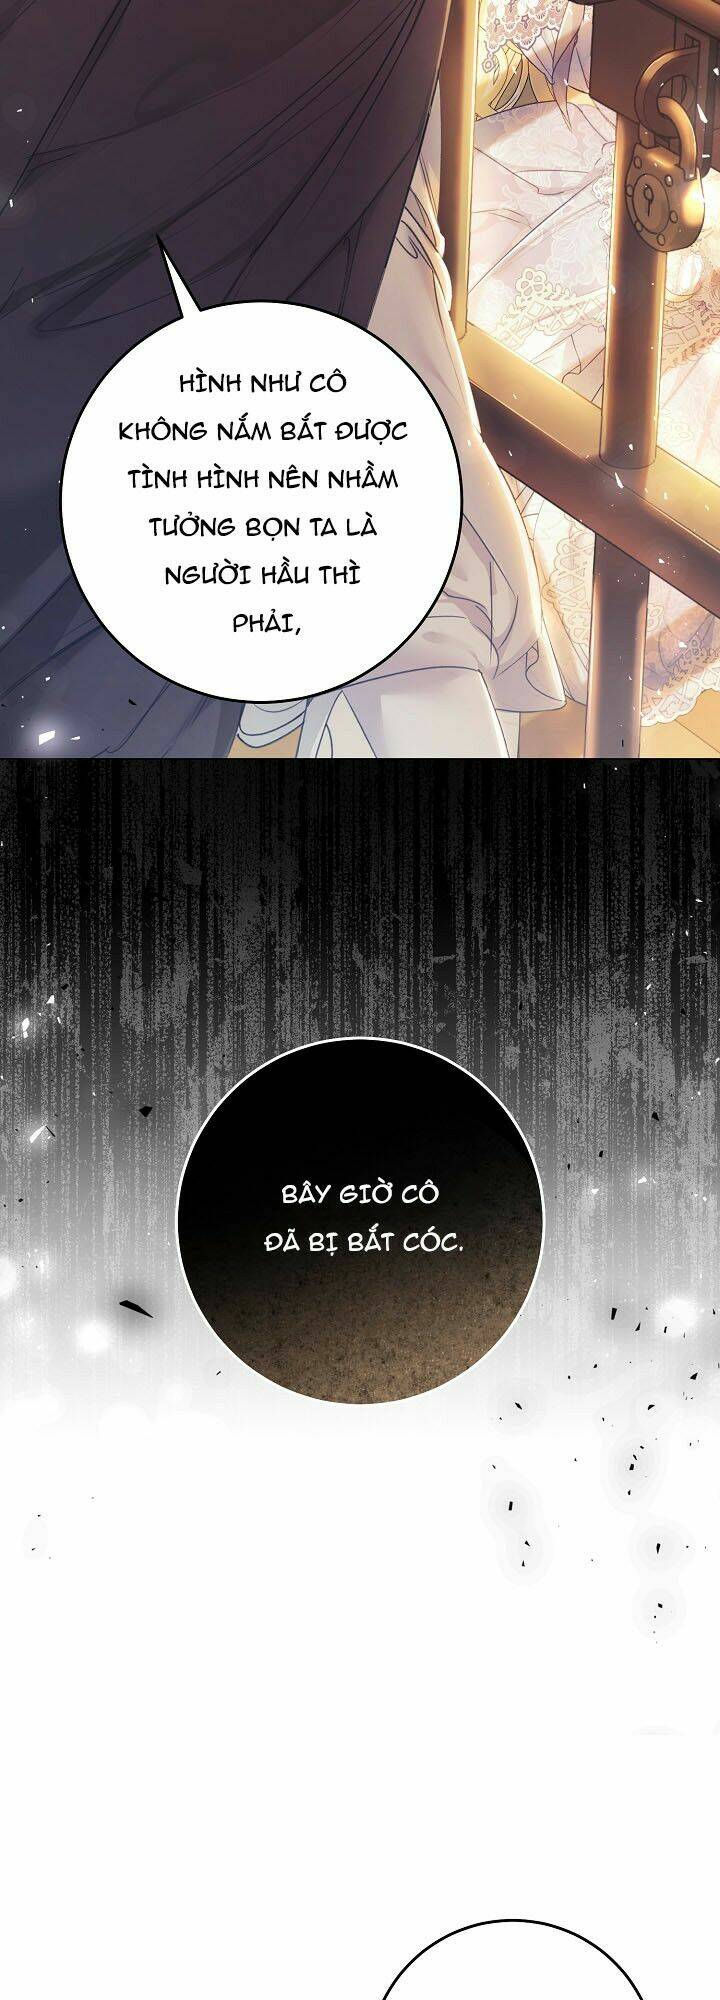 HÌNH NHƯ CÔ
KHÔNG NẮM BẮT ĐƯỢC
TÌNH HÌNH NÊN NHẦM
TƯỞNG BỌN TA LÀ
NGƯỜI HẦU THÌ
PHẢI,
BÂY GIỜ CÔ
ĐÃ BỊ BẮT CÓC.